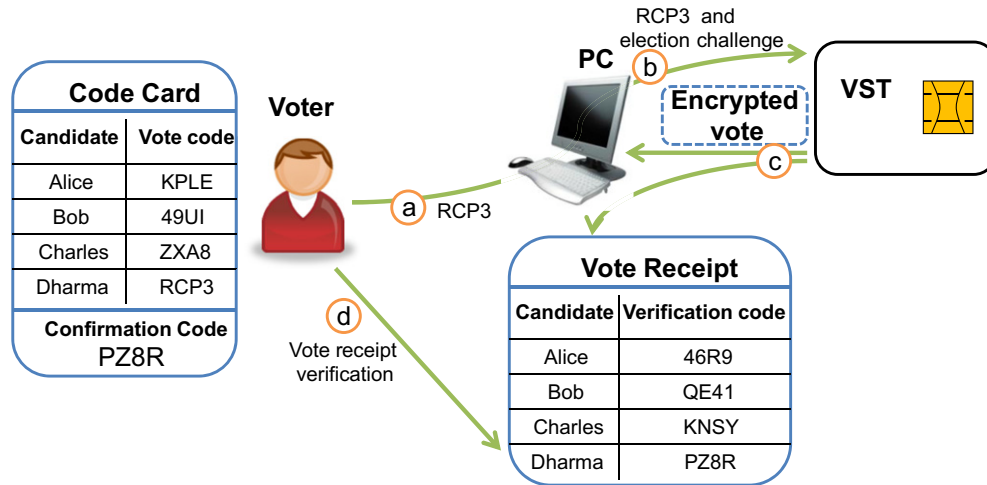 Code Card
Candidate Vote code
Alice KPLE
Bob 49UI
Charles ZXA8
Dharma RCP3
Confirmation Code
PZ8R
Voter
a RCP3
PC
RCP3 and
election challenge
b
VST
Encrypted
vote
c
d
Vote receipt
verification
Vote Receipt
Candidate Verification code
Alice 46R9
Bob QE41
Charles KNSY
Dharma PZ8R